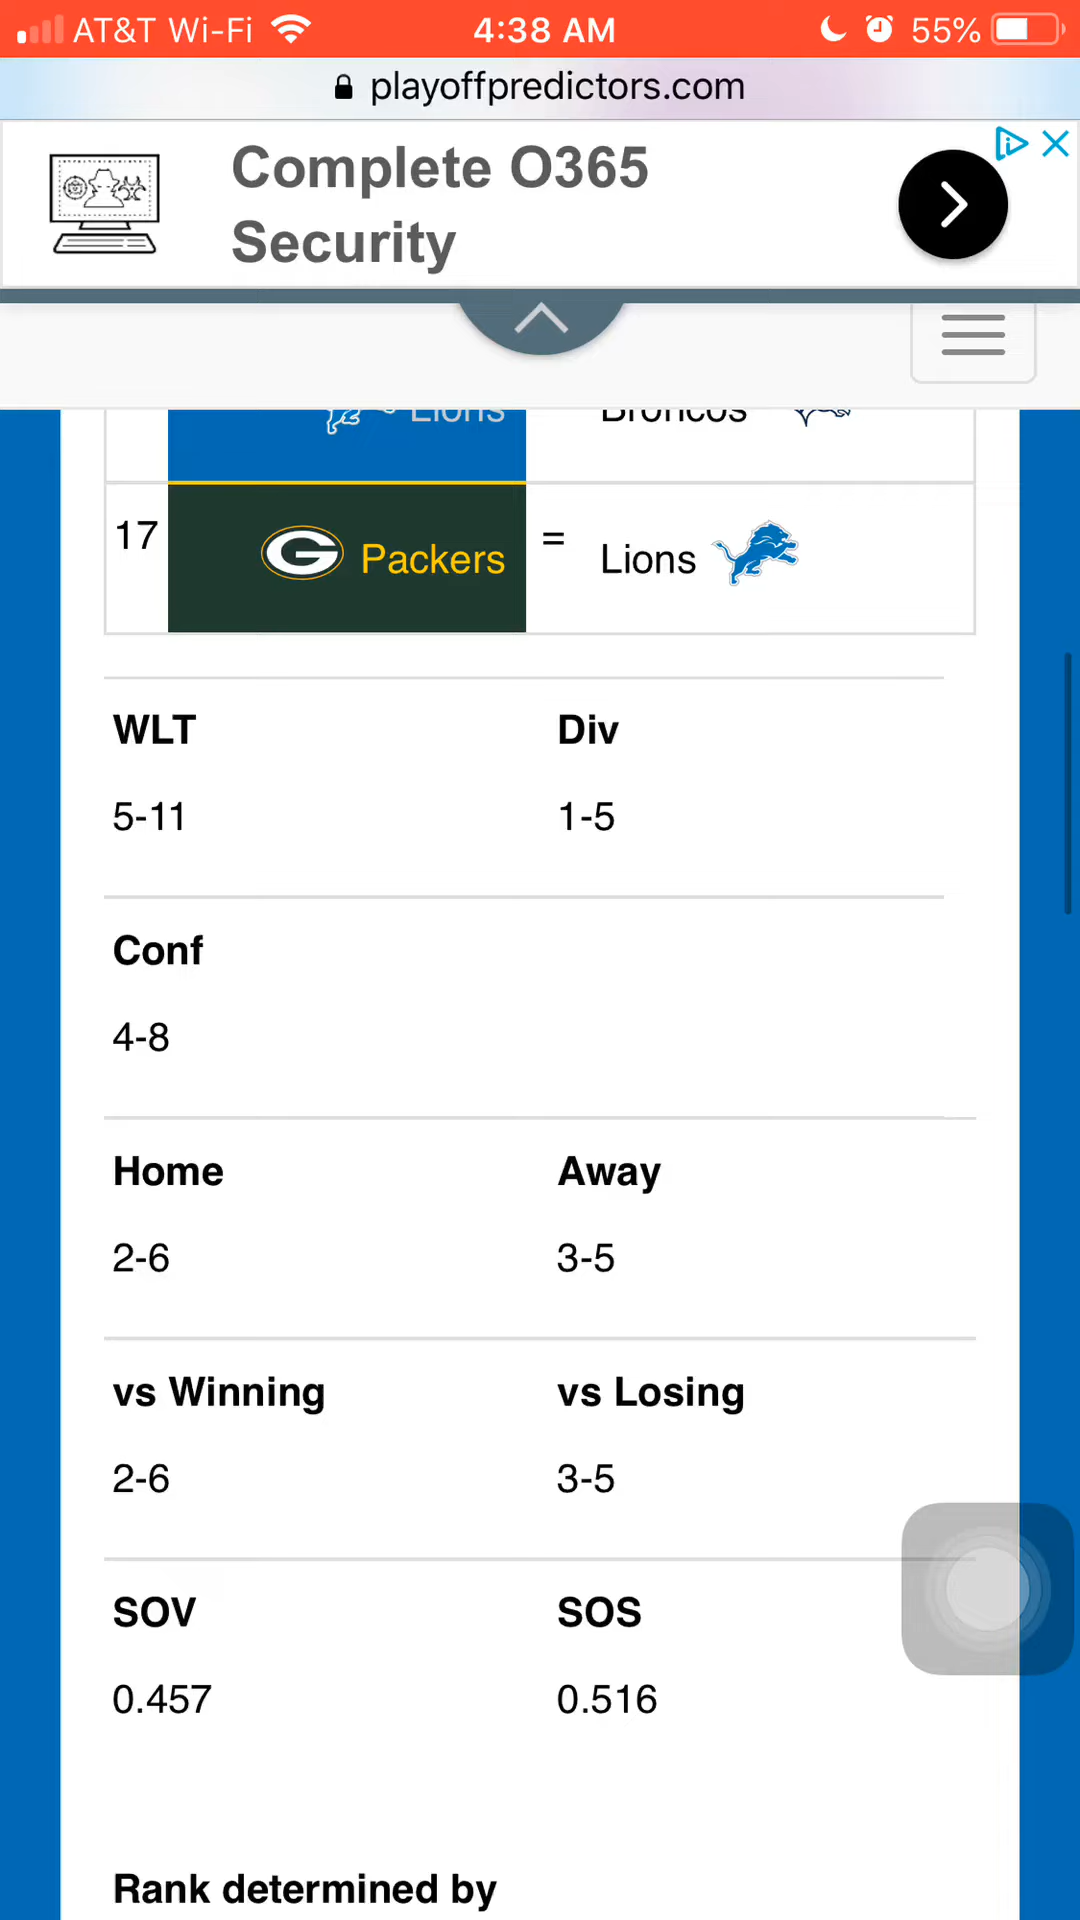 AT&T Wi-Fi 4:38 AM 55%
playoffpredictors.com
Complete O365
Security
Lions Broncos
17 Packers = Lions
WLT Div
5-11 1-5
Conf
4-8
Home Away
2-6 3-5
vs Winning vs Losing
2-6 3-5
SOV SOS
0.457 0.516
Rank determined by